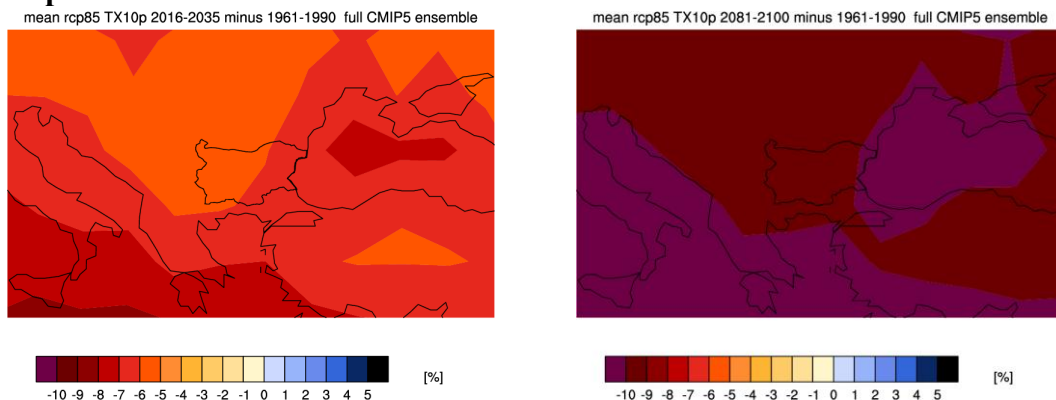 mean rcp85 TX10p 2016-2035 minus 1961-1990 full CMIP5 ensemble
mean rcp85 TX10p 2081-2100 minus 1961-1990 full CMIP5 ensemble
[%]
-10 -9 -8 -7 -6 -5 -4 -3 -2 -1 0 1 2 3 4 5
[%]
-10 -9 -8 -7 -6 -5 -4 -3 -2 -1 0 1 2 3 4 5